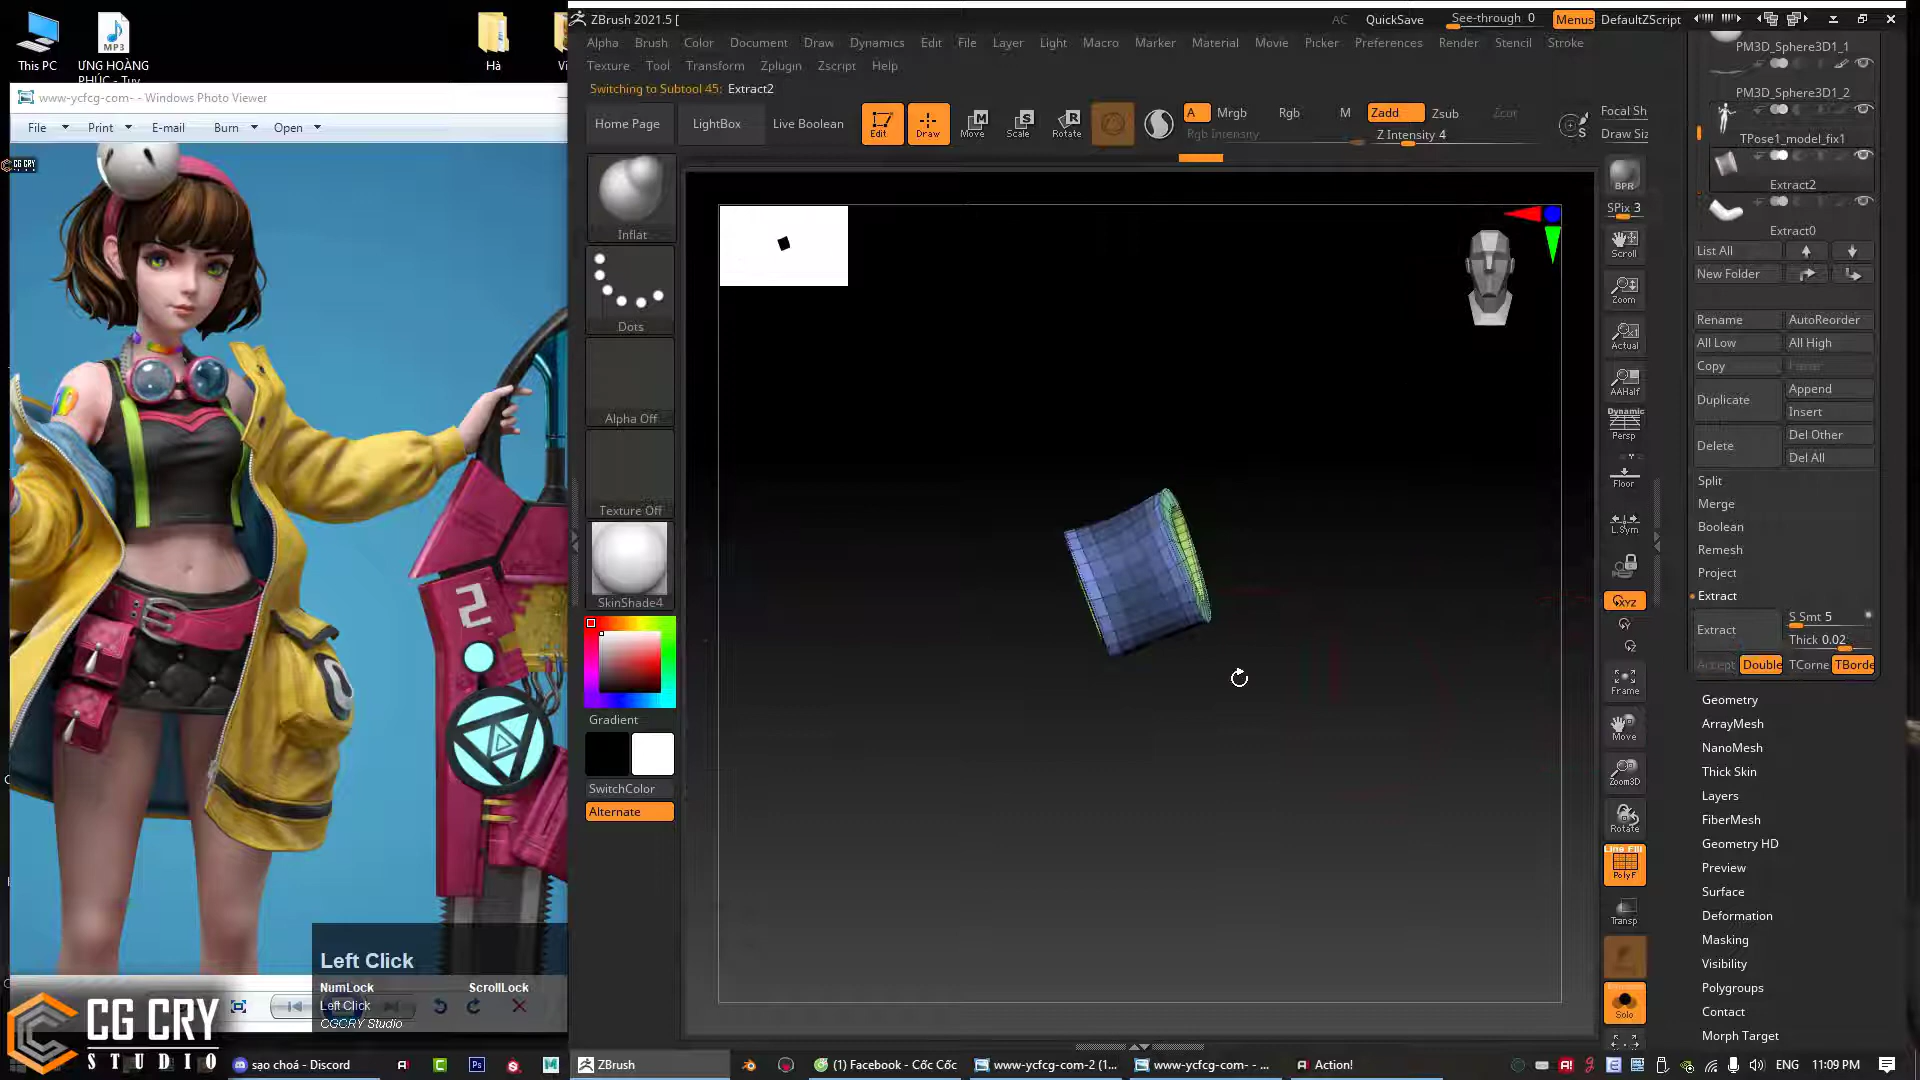 ZBrush 2021.5 [
AC
QuickSave
See-through 0
Menus
DefaultZScript
This PC
MP3
ƯNG HOÀNG
PHÚC - Tuy
Hà
Alpha Brush Color Document Draw Dynamics Edit File Layer Light Macro Marker Material Movie Picker Preferences Render Stencil Stroke
Texture Tool Transform Zplugin Zscript Help
Switching to Subtool 45: Extract2
www-ycfcg-com- - Windows Photo Viewer
File Print E-mail Burn Open
CG CRY
Home Page
LightBox
Live Boolean
Edit
Draw
Move
Scale
Rotate
A
Mrgb
Rgb
M
Zadd
Zsub
Zcut
Rgb Intensity
Z Intensity 4
Focal Sh
Draw Siz
Inflat
Dots
Alpha Off
Texture Off
SkinShade4
Gradient
SwitchColor
Alternate
BPR
SPix 3
Scroll
Zoom
Actual
AAHalf
Dynamic
Persp
Floor
L.Sym
XYZ
Frame
Move
Zoom3D
Rotate
Line Fill
PolyF
Transp
Solo
PM3D_Sphere3D1_1
PM3D_Sphere3D1_2
TPose1_model_fix1
Extract2
Extract0
List All
New Folder
Rename
AutoReorder
All Low
All High
Copy
Duplicate
Append
Insert
Delete
Del Other
Del All
Split
Merge
Boolean
Remesh
Project
Extract
Extract
S Smt 5
Thick 0.02
Accept
Double
TCorne
TBorde
Geometry
ArrayMesh
NanoMesh
Thick Skin
Layers
FiberMesh
Geometry HD
Preview
Surface
Deformation
Masking
Visibility
Polygroups
Contact
Morph Target
2
Left Click
NumLock
ScrollLock
Left Click
CGCRY Studio
CG CRY
STUDIO
sạo choá - Discord
ZBrush
(1) Facebook - Cốc Cốc
www-ycfcg-com-2 (1...
www-ycfcg-com- - ...
Action!
ENG
11:09 PM